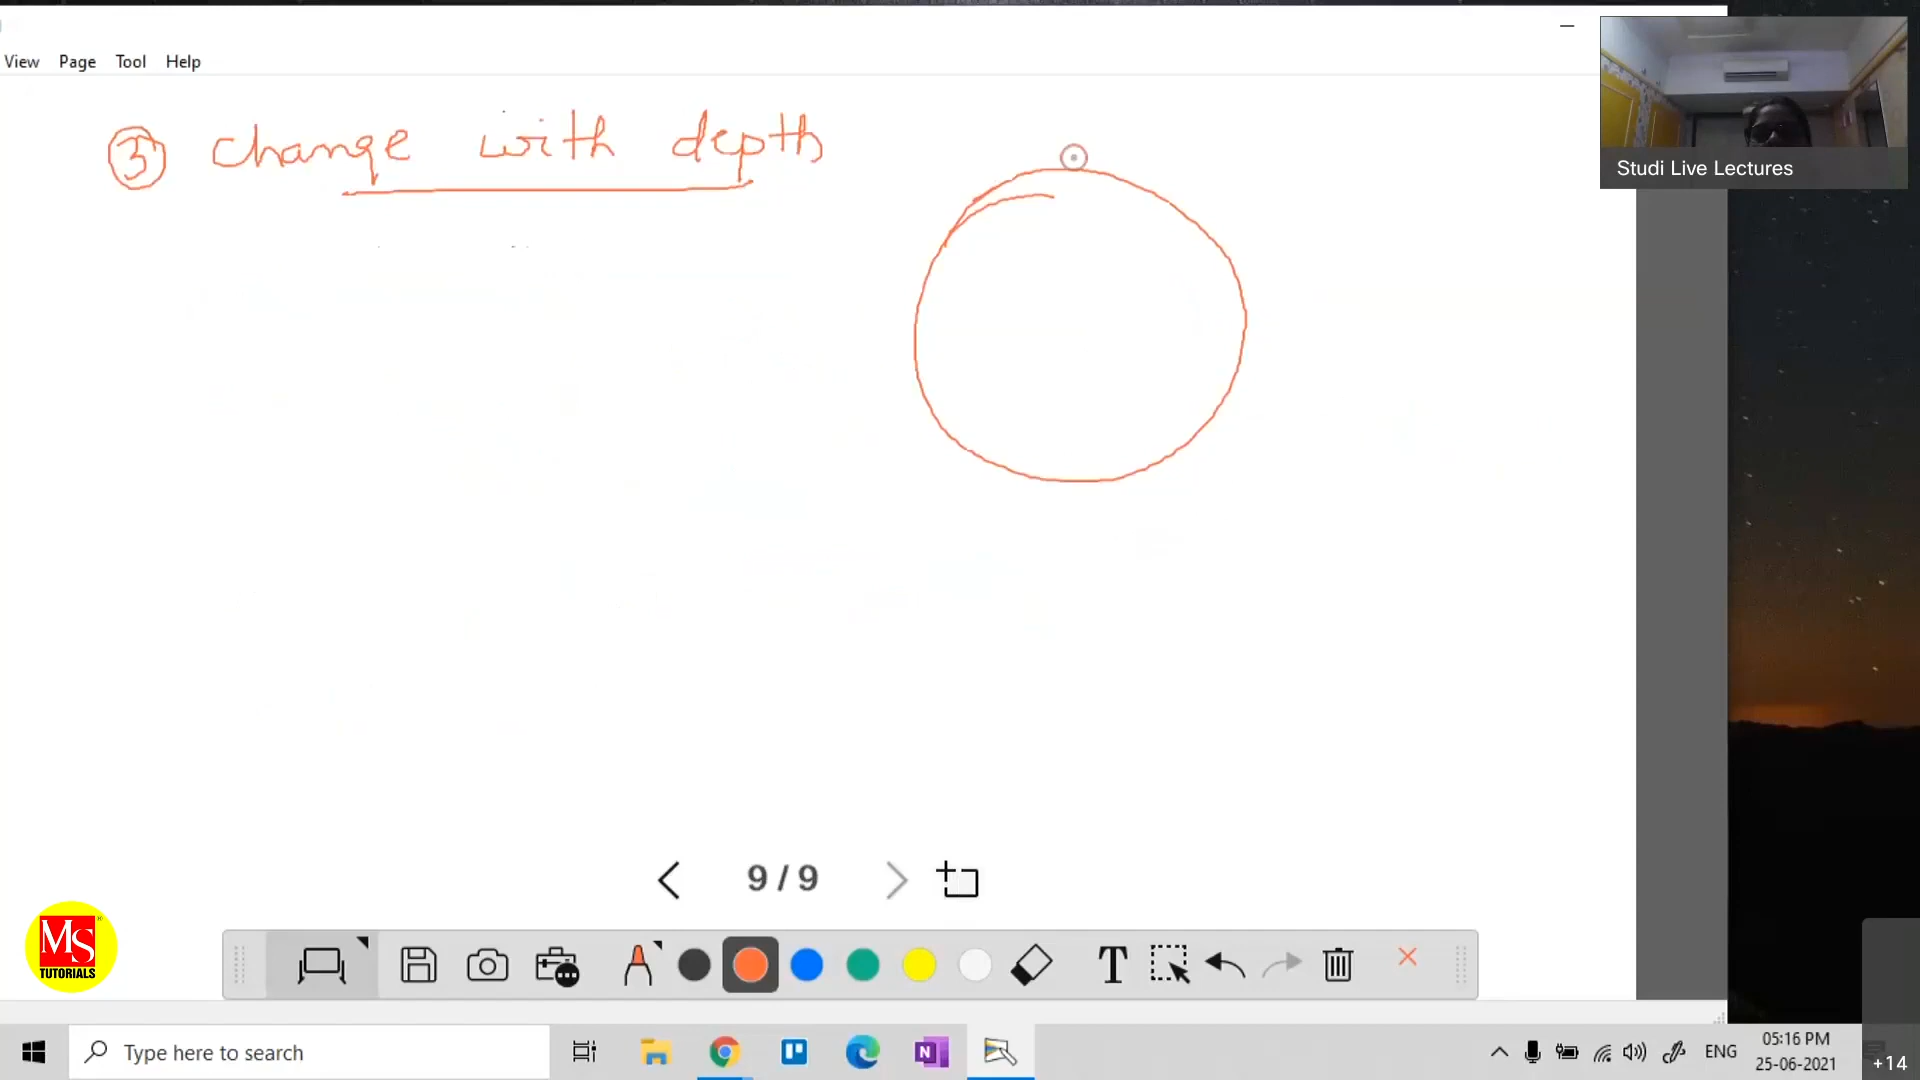 View Page Tool Help
Studi Live Lectures
3 change with depth
9 / 9
MS
TUTORIALS
T
Type here to search
N
ENG
05:16 PM
25-06-2021
+14